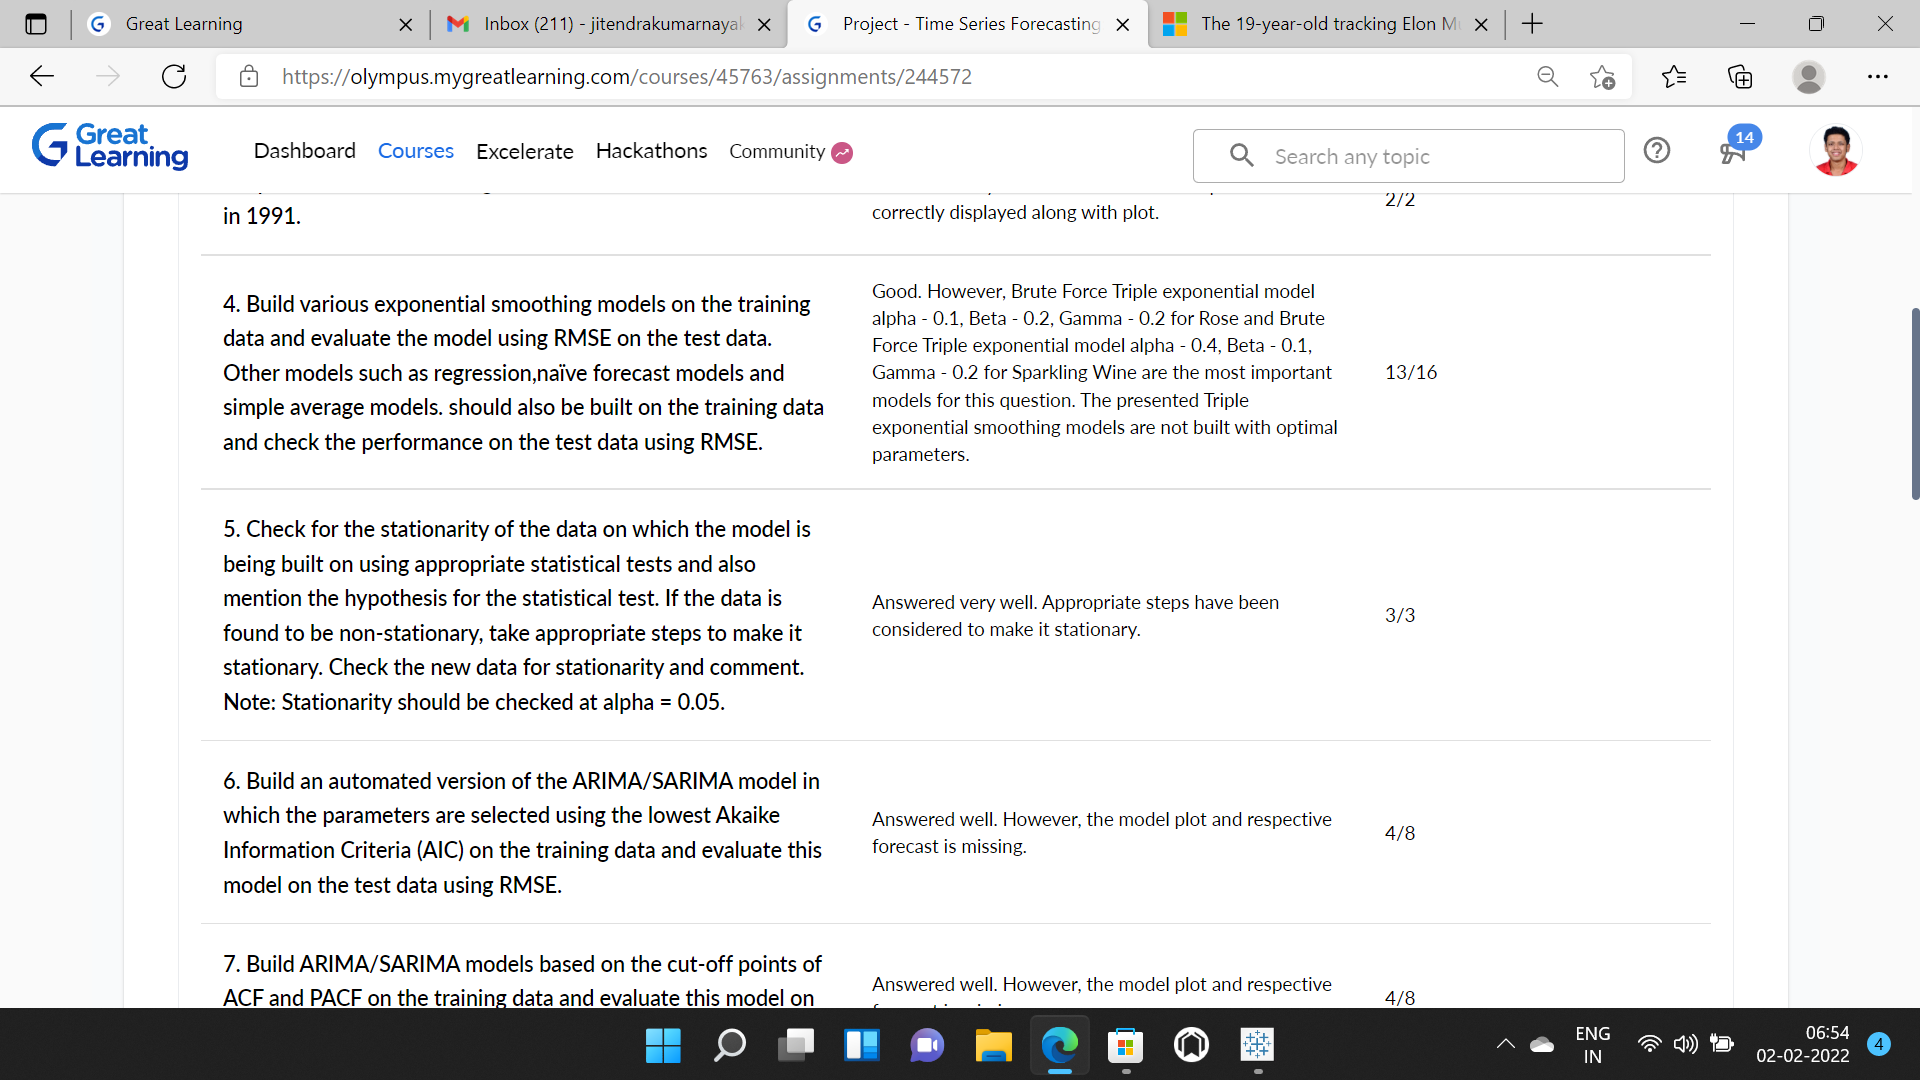 Great Learning
Inbox (211) - jitendrakumarnayak
Project - Time Series Forecasting
The 19-year-old tracking Elon M
https://olympus.mygreatlearning.com/courses/45763/assignments/244572
Great
Learning
Dashboard
Courses
Excelerate
Hackathons
Community
Search any topic
14
in 1991.
correctly displayed along with plot.
2/2
4. Build various exponential smoothing models on the training
data and evaluate the model using RMSE on the test data.
Other models such as regression,naïve forecast models and
simple average models. should also be built on the training data
and check the performance on the test data using RMSE.
Good. However, Brute Force Triple exponential model
alpha - 0.1, Beta - 0.2, Gamma - 0.2 for Rose and Brute
Force Triple exponential model alpha - 0.4, Beta - 0.1,
Gamma - 0.2 for Sparkling Wine are the most important
models for this question. The presented Triple
exponential smoothing models are not built with optimal
parameters.
13/16
5. Check for the stationarity of the data on which the model is
being built on using appropriate statistical tests and also
mention the hypothesis for the statistical test. If the data is
found to be non-stationary, take appropriate steps to make it
stationary. Check the new data for stationarity and comment.
Note: Stationarity should be checked at alpha = 0.05.
Answered very well. Appropriate steps have been
considered to make it stationary.
3/3
6. Build an automated version of the ARIMA/SARIMA model in
which the parameters are selected using the lowest Akaike
Information Criteria (AIC) on the training data and evaluate this
model on the test data using RMSE.
Answered well. However, the model plot and respective
forecast is missing.
4/8
7. Build ARIMA/SARIMA models based on the cut-off points of
ACF and PACF on the training data and evaluate this model on
Answered well. However, the model plot and respective
4/8
ENG
IN
06:54
02-02-2022
4